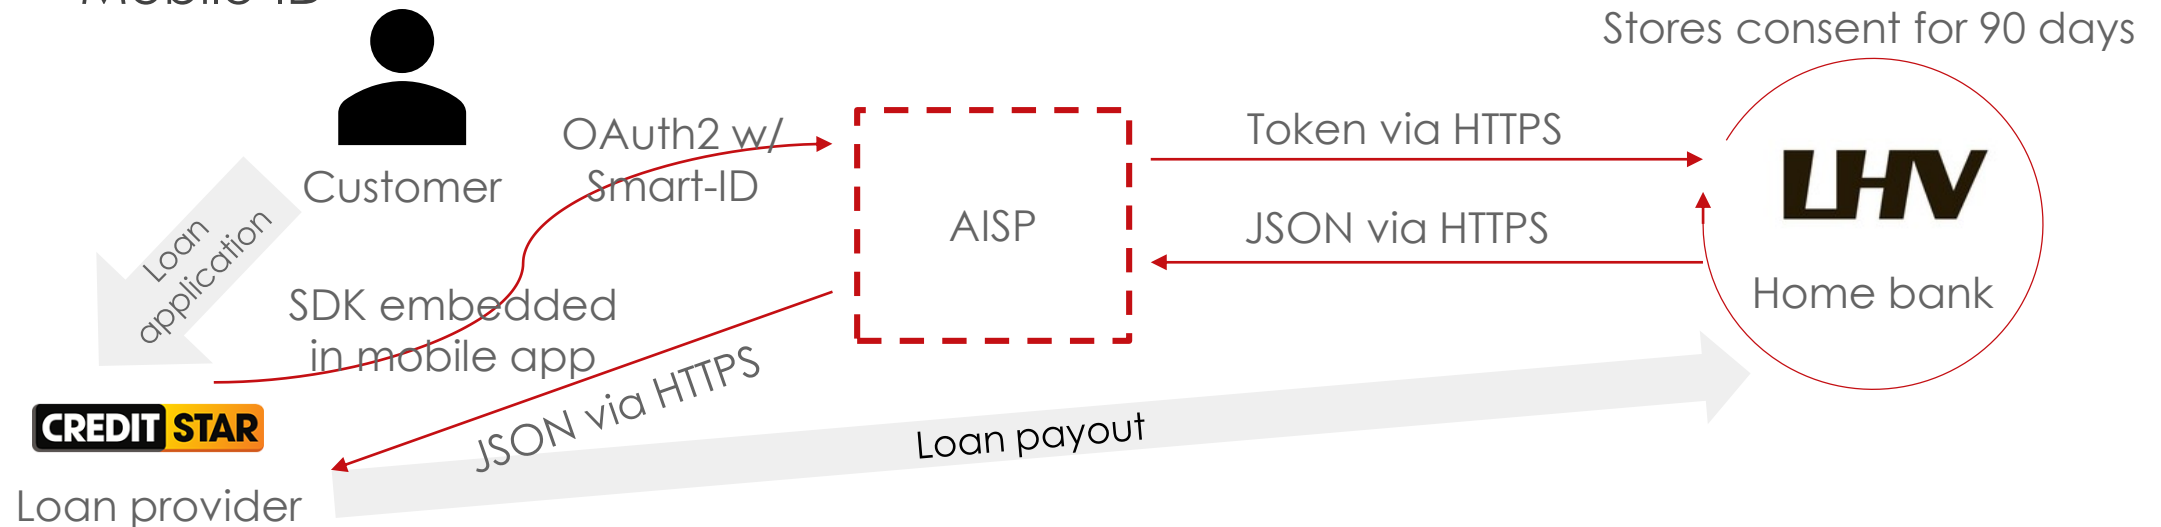 Stores consent for 90 days
OAuth2 w/
Smart-ID
Customer
Token via HTTPS
LHV
AISP
JSON via HTTPS
Home bank
Loan
application
SDK embedded
in mobile app
JSON via HTTPS
CREDIT STAR
Loan payout
Loan provider